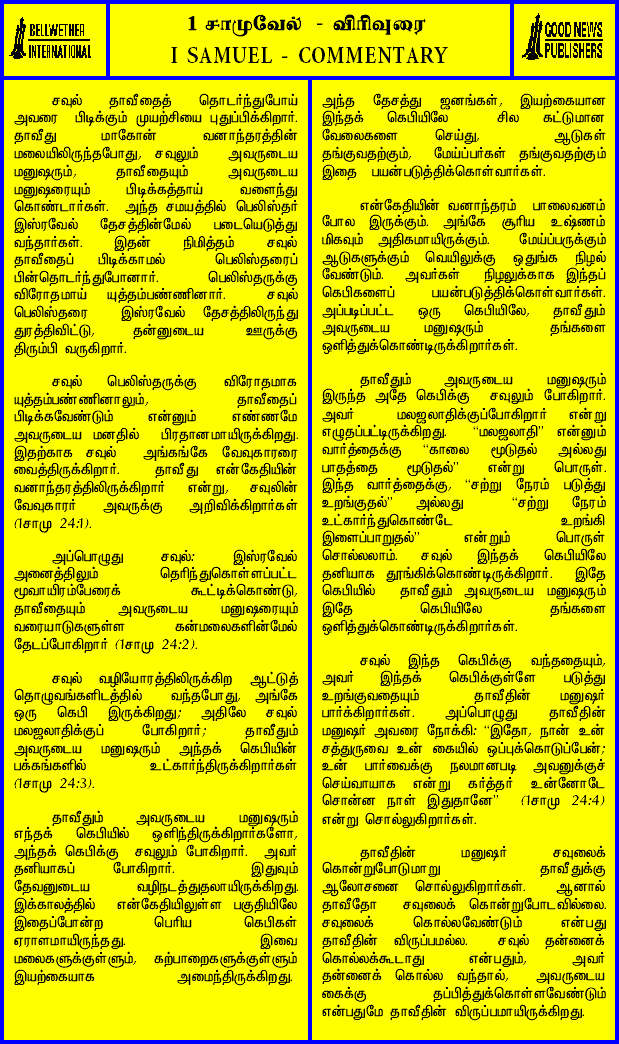 BELLWETHER
INTERNATIONAL
1 சாமுவேல் - விரிவுரை
I SAMUEL - COMMENTARY
GOOD NEWS
PUBLISHERS
சவுல் தாவீதைத் தொடர்ந்துபோய்
அவரை பிடிக்கும் முயற்சியை புதுப்பிக்கிறார்.
தாவீது மாகோன் வனாந்தரத்தின்
மலையிலிருந்தபோது, சவுலும் அவருடைய
மனுஷரும், தாவீதையும் அவருடைய
மனுஷரையும் பிடிக்கத்தாய் வளைந்து
கொண்டார்கள். அந்த சமயத்தில் பெலிஸ்தர்
இஸ்ரவேல் தேசத்தின்மேல் படையெடுத்து
வந்தார்கள். இதன் நிமித்தம் சவுல்
தாவீதைப் பிடிக்காமல் பெலிஸ்தரைப்
பின்தொடர்ந்துபோனார். பெலிஸ்தருக்கு
விரோதமாய் யுத்தம்பண்ணினார். சவுல்
பெலிஸ்தரை இஸ்ரவேல் தேசத்திலிருந்து
துரத்திவிட்டு, தன்னுடைய ஊருக்கு
திரும்பி வருகிறார்.
சவுல் பெலிஸ்தருக்கு விரோதமாக
யுத்தம்பண்ணினாலும், தாவீதைப்
பிடிக்கவேண்டும் என்னும் எண்ணமே
அவருடைய மனதில் பிரதானமாயிருக்கிறது.
இதற்காக சவுல் அங்கங்கே வேவுகாரரை
வைத்திருக்கிறார். தாவீது என்கேதியின்
வனாந்தரத்திலிருக்கிறார் என்று, சவுலின்
வேவுகாரர் அவருக்கு அறிவிக்கிறார்கள்
(1சாமு 24:1).
அப்பொழுது சவுல்: இஸ்ரவேல்
அனைத்திலும் தெரிந்துகொள்ளப்பட்ட
மூவாயிரம்பேரைக் கூட்டிக்கொண்டு,
தாவீதையும் அவருடைய மனுஷரையும்
வரையாடுகளுள்ள கன்மலைகளின்மேல்
தேடப்போகிறார் (1சாமு 24:2).
சவுல் வழியோரத்திலிருக்கிற ஆட்டுத்
தொழுவங்களிடத்தில் வந்தபோது, அங்கே
ஒரு கெபி இருக்கிறது; அதிலே சவுல்
மலஜலாதிக்குப் போகிறார்; தாவீதும்
அவருடைய மனுஷரும் அந்தக் கெபியின்
பக்கங்களில் உட்கார்ந்திருக்கிறார்கள்
(1சாமு 24:3).
தாவீதும் அவருடைய மனுஷரும்
எந்தக் கெபியில் ஒளிந்திருக்கிறார்களோ,
அந்தக் கெபிக்கு சவுலும் போகிறார். அவர்
தனியாகப் போகிறார். இதுவும்
தேவனுடைய வழிநடத்துதலாயிருக்கிறது.
இக்காலத்தில் என்கேதியிலுள்ள பகுதியிலே
இதைப்போன்ற பெரிய கெபிகள்
ஏராளமாயிருந்தது. இவை
மலைகளுக்குள்ளும், கற்பாறைகளுக்குள்ளும்
இயற்கையாக அமைந்திருக்கிறது.
அந்த தேசத்து ஜனங்கள், இயற்கையான
இந்தக் கெபியிலே சில கட்டுமான
வேலைகளை செய்து, ஆடுகள்
தங்குவதற்கும், மேய்ப்பர்கள் தங்குவதற்கும்
இதை பயன்படுத்திக்கொள்வார்கள்.
என்கேதியின் வனாந்தரம் பாலைவனம்
போல இருக்கும். அங்கே சூரிய உஷ்ணம்
மிகவும் அதிகமாயிருக்கும். மேய்ப்பருக்கும்
ஆடுகளுக்கும் வெயிலுக்கு ஒதுங்க நிழல்
வேண்டும். அவர்கள் நிழலுக்காக இந்தப்
கெபிகளைப் பயன்படுத்திக்கொள்வார்கள்.
அப்படிப்பட்ட ஒரு கெபியிலே, தாவீதும்
அவருடைய மனுஷரும் தங்களை
ஒளித்துக்கொண்டிருக்கிறார்கள்.
தாவீதும் அவருடைய மனுஷரும்
இருந்த அதே கெபிக்கு சவுலும் போகிறார்.
அவர் மலஜலாதிக்குப்போகிறார் என்று
எழுதப்பட்டிருக்கிறது. “மலஜலாதி” என்னும்
வார்த்தைக்கு “காலை மூடுதல் அல்லது
பாதத்தை மூடுதல்” என்று பொருள்.
இந்த வார்த்தைக்கு, “சற்று நேரம் படுத்து
உறங்குதல்” அல்லது “சற்று நேரம்
உட்கார்ந்துகொண்டே உறங்கி
இளைப்பாறுதல்” என்றும் பொருள்
சொல்லலாம். சவுல் இந்தக் கெபியிலே
தனியாக தூங்கிக்கொண்டிருக்கிறார். இதே
கெபியில் தாவீதும் அவருடைய மனுஷரும்
இதே கெபியிலே தங்களை
ஒளித்துக்கொண்டிருக்கிறார்கள்.
சவுல் இந்த கெபிக்கு வந்ததையும்,
அவர் இந்தக் கெபிக்குள்ளே படுத்து
உறங்குவதையும் தாவீதின் மனுஷர்
பார்க்கிறார்கள். அப்பொழுது தாவீதின்
மனுஷர் அவரை நோக்கி: “இதோ, நான் உன்
சத்துருவை உன் கையில் ஒப்புக்கொடுப்பேன்;
உன் பார்வைக்கு நலமானபடி அவனுக்குச்
செய்வாயாக என்று கர்த்தர் உன்னோடே
சொன்ன நாள் இதுதானே” (1சாமு 24:4)
என்று சொல்லுகிறார்கள்.
தாவீதின் மனுஷர் சவுலைக்
கொன்றுபோடுமாறு தாவீதுக்கு
ஆலோசனை சொல்லுகிறார்கள். ஆனால்
தாவீதோ சவுலைக் கொன்றுபோடவில்லை.
சவுலைக் கொல்லவேண்டும் என்பது
தாவீதின் விருப்பமல்ல. சவுல் தன்னைக்
கொல்லக்கூடாது என்பதும், அவர்
தன்னைக் கொல்ல வந்தால், அவருடைய
கைக்கு தப்பித்துக்கொள்ளவேண்டும்
என்பதுமே தாவீதின் விருப்பமாயிருக்கிறது.